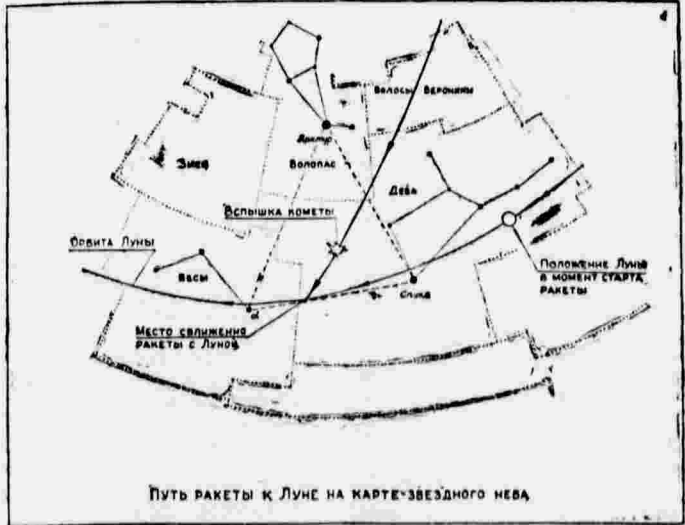 Волосы Вероники
Арктур
Волопас
Змея
Дева
Вспышка кометы
Орбита Луны
Весы
α
Спика
Положение Луны
в момент старта
ракеты
Место сближения
ракеты с Луной
Путь ракеты к Луне на карте звездного неба